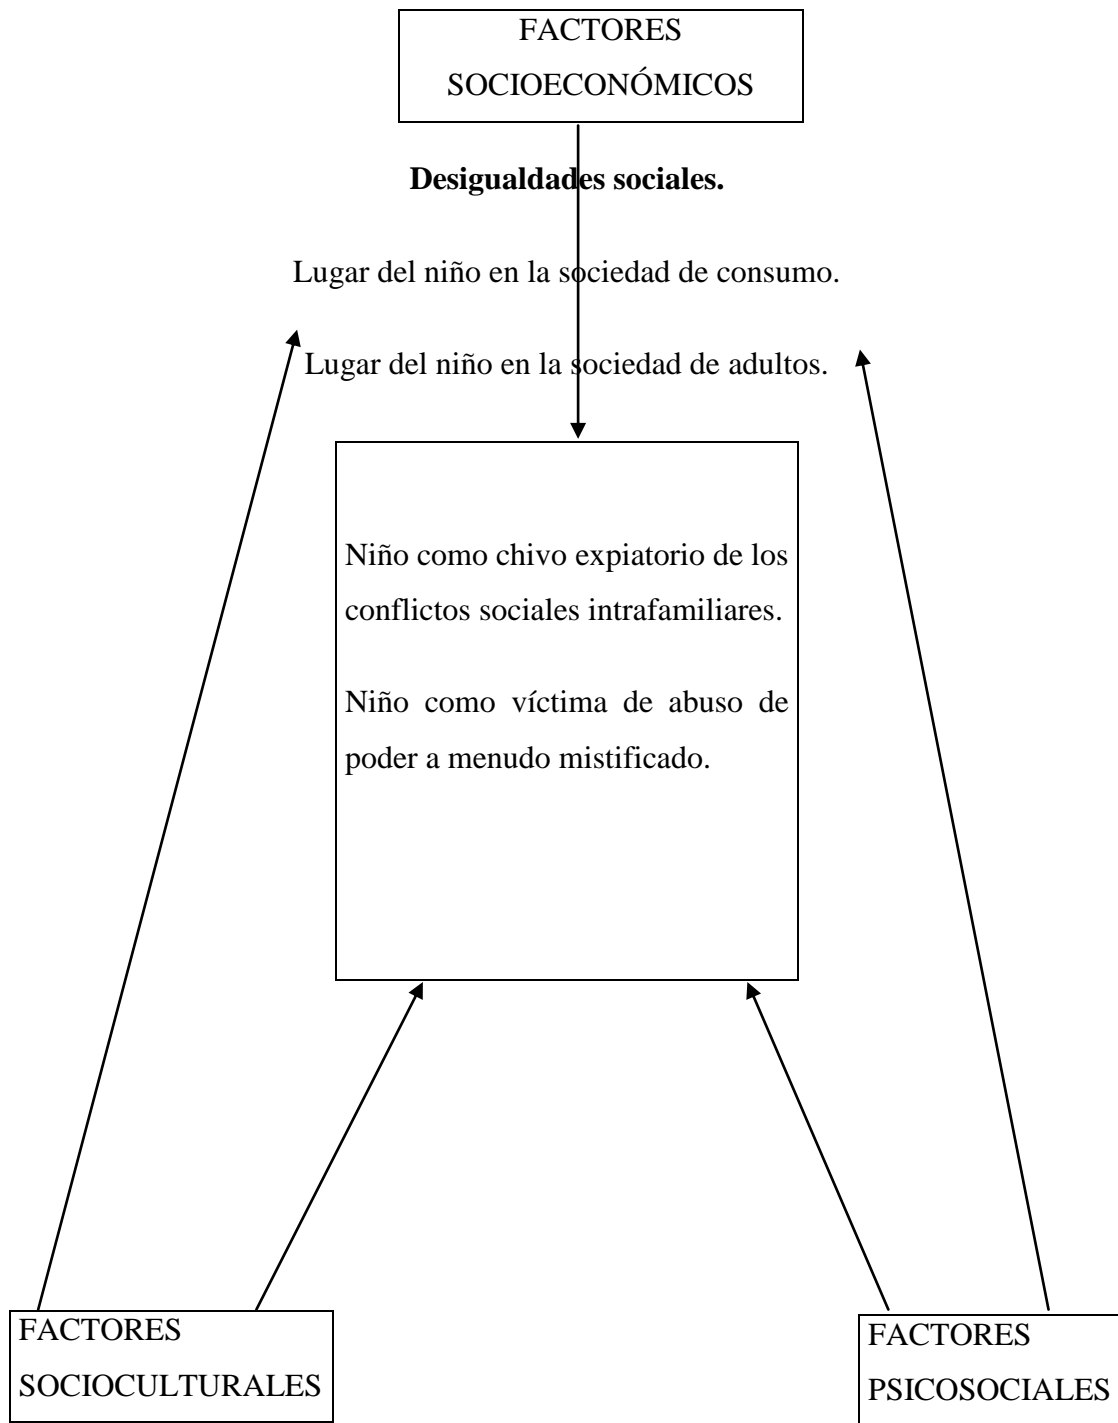 FACTORES
SOCIOECONÓMICOS
Desigualdades sociales.
Lugar del niño en la sociedad de consumo.
Lugar del niño en la sociedad de adultos.
Niño como chivo expiatorio de los
conflictos sociales intrafamiliares.
Niño como víctima de abuso de
poder a menudo mistificado.
FACTORES
SOCIOCULTURALES
FACTORES
PSICOSOCIALES